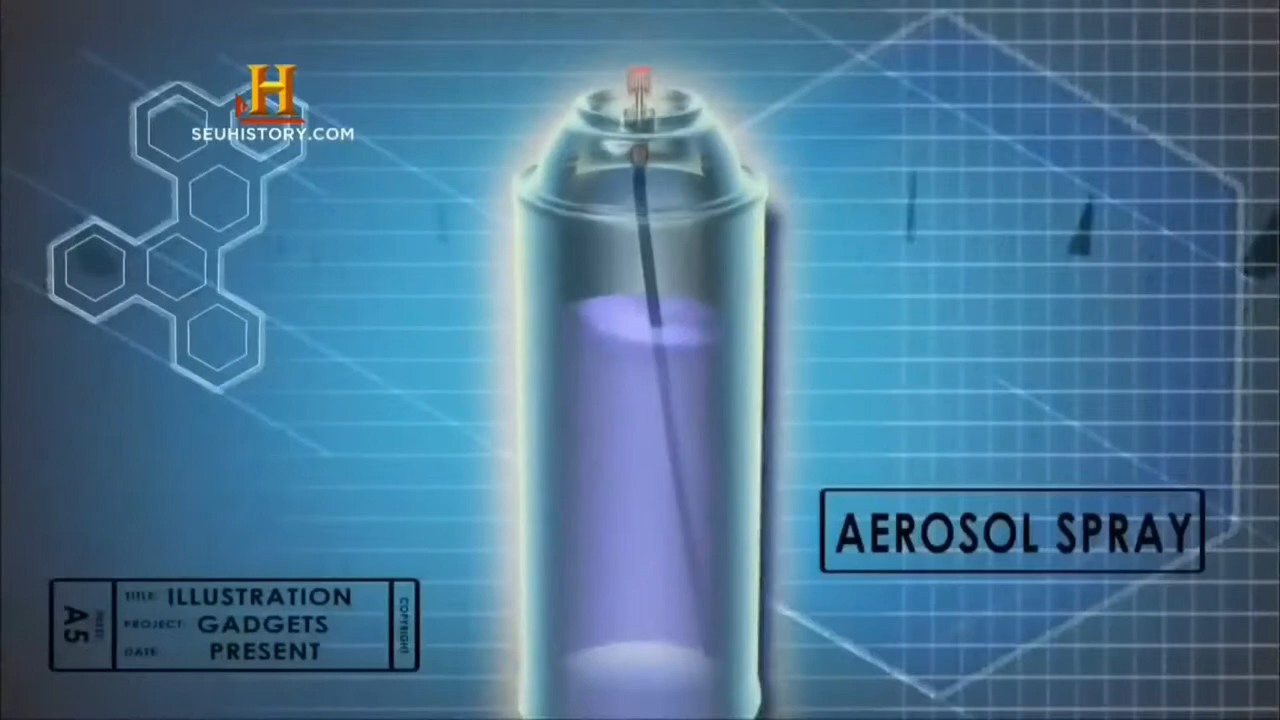 H
SEUHISTORY.COM
AEROSOL SPRAY
A5
TITLE: ILLUSTRATION
PROJECT: GADGETS
DATE: PRESENT
COPYRIGHT